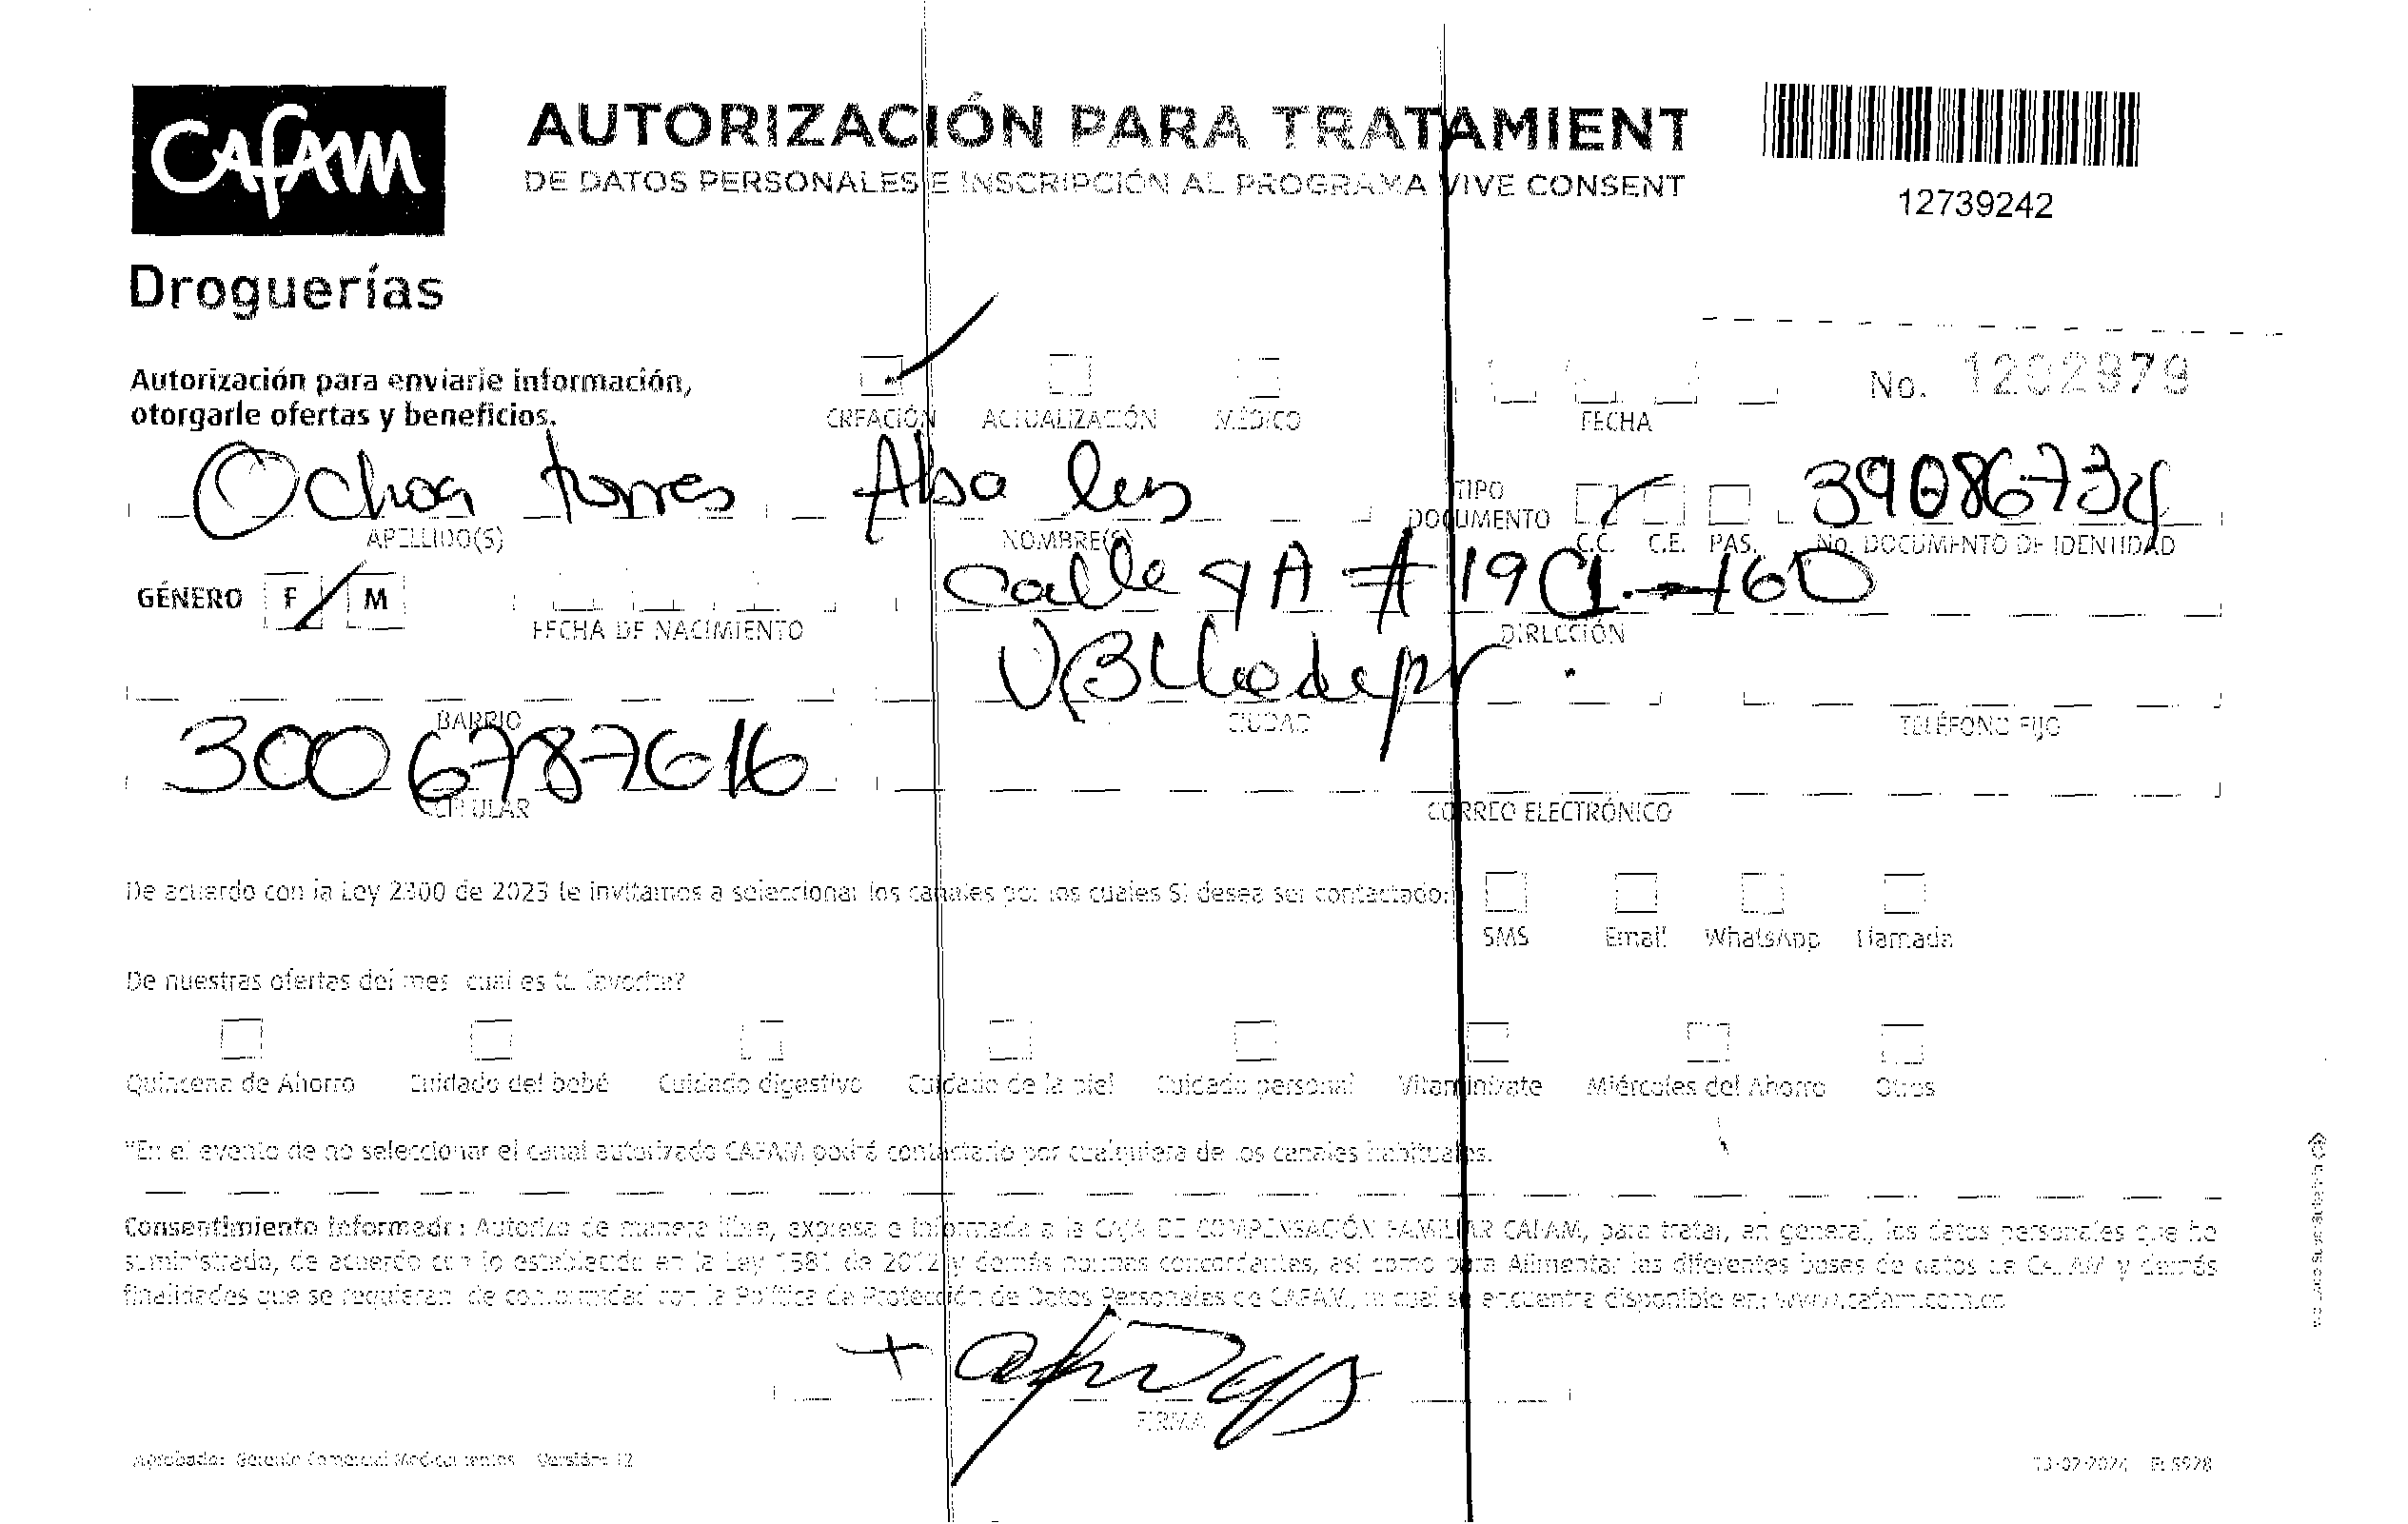 CAFAM
Droguerías
AUTORIZACIÓN PARA TRATAMIENT
DE DATOS PERSONALES E INSCRIPCIÓN AL PROGRAMA VIVE CONSENT
12739242
Autorización para enviarle información,
otorgarle ofertas y beneficios.
CREACIÓN ACTUALIZACIÓN MÉDICO FECHA No. 1202979
Ochoa torres Alba luz TIPO DOCUMENTO C.C. C.E. PAS. 39086734
APELLIDO(S) NOMBRE(S) No. DOCUMENTO DE IDENTIDAD
GÉNERO F M FECHA DE NACIMIENTO calle 9A # 19C1-160
DIRECCIÓN
BARRIO CIUDAD TELÉFONO FIJO
3006787616
CELULAR CORREO ELECTRÓNICO
De acuerdo con la Ley 2300 de 2023 te invitamos a seleccionar los canales por los cuales SI desea ser contactado:
SMS Email WhatsApp Llamada
De nuestras ofertas del mes cual es tu favorita?
Quincena de Ahorro Cuidado del bebé Cuidado digestivo Cuidado de la piel Cuidado personal Vitamínizate Miércoles del Ahorro Otros
*En el evento de no seleccionar el canal autorizado CAFAM podrá contactarlo por cualquiera de los canales habituales.
Consentimiento Informado: Autorizo de manera libre, expresa e informada a la CAJA DE COMPENSACIÓN FAMILIAR CAFAM, para tratar, en general, los datos personales que he
suministrado, de acuerdo con lo establecido en la Ley 1581 de 2012 y demás normas concordantes, así como para Alimentar las diferentes bases de datos de CAFAM y demás
finalidades que se requieran de conformidad con la Política de Protección de Datos Personales de CAFAM, la cual se encuentra disponible en: www.cafam.com.co
FIRMA
Aprobado: Gerente Comercial Medicamentos Versión: 12
13-02-2024